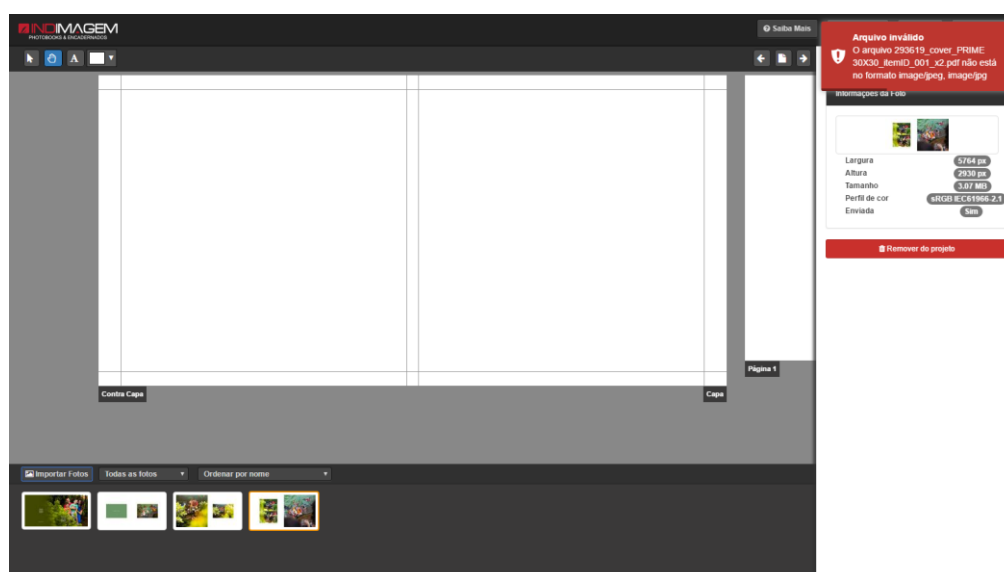 INDIMAGEM
PHOTOBOOKS & ENCADERNADOS
Saiba Mais
Arquivo inválido
O arquivo 293619_cover_PRIME
30X30_itemID_001_x2.pdf não está
no formato image/jpeg, image/jpg
A
Informações da Foto
Largura 5764 px
Altura 2930 px
Tamanho 3.07 MB
Perfil de cor sRGB IEC61966-2.1
Enviada Sim
Remover do projeto
Página 1
Contra Capa
Capa
Importar Fotos
Todas as fotos
Ordenar por nome